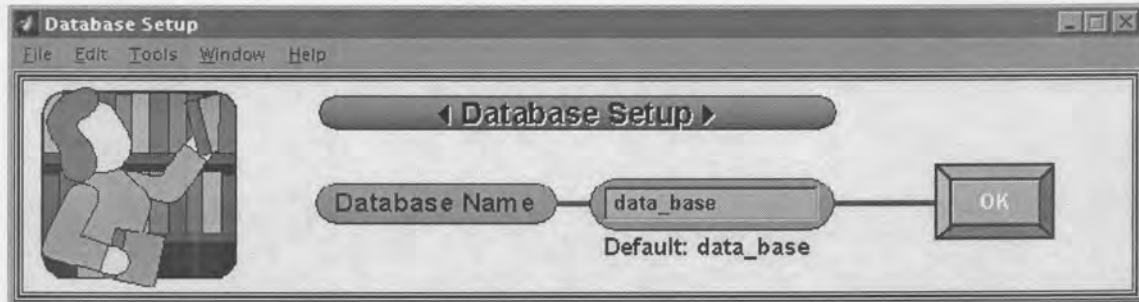 Database Setup
File Edit Tools Window Help
Database Setup
Database Name
data_base
OK
Default: data_base